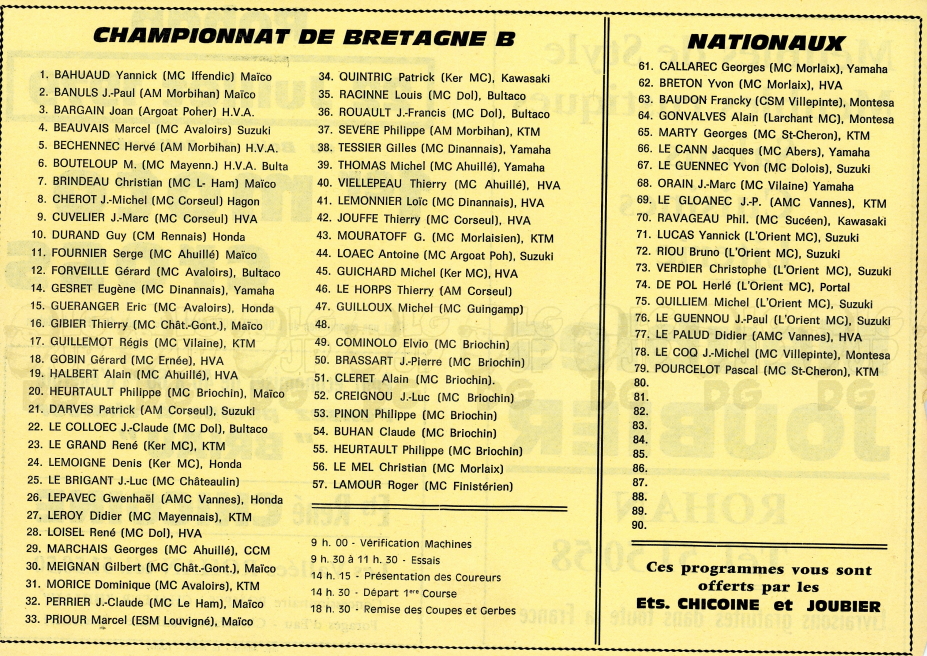 CHAMPIONNAT DE BRETAGNE B
1. BAHUAUD Yannick (MC Iffendic) Maïco
2. BANULS J.-Paul (AM Morbihan) Maïco
3. BARGAIN Joan (Argoat Poher) H.V.A.
4. BEAUVAIS Marcel (MC Avaloirs) Suzuki
5. BECHENNEC Hervé (AM Morbihan) H.V.A.
6. BOUTELOUP M. (MC Mayenn.) H.V.A. Bulta
7. BRINDEAU Christian (MC L- Ham) Maïco
8. CHEROT J.-Michel (MC Corseul) Hagon
9. CUVELIER J.-Marc (MC Corseul) HVA
10. DURAND Guy (CM Rennais) Honda
11. FOURNIER Serge (MC Ahuillé) Maïco
12. FORVEILLE Gérard (MC Avaloirs), Bultaco
14. GESRET Eugène (MC Dinannais), Yamaha
15. GUERANGER Eric (MC Avaloirs), Honda
16. GIBIER Thierry (MC Chât.-Gont.), Maïco
17. GUILLEMOT Régis (MC Vilaine), KTM
18. GOBIN Gérard (MC Ernée), HVA
19. HALBERT Alain (MC Ahuillé), HVA
20. HEURTAULT Philippe (MC Briochin), Maïco
21. DARVES Patrick (AM Corseul), Suzuki
22. LE COLLOEC J.-Claude (MC Dol), Bultaco
23. LE GRAND René (Ker MC), KTM
24. LEMOIGNE Denis (Ker MC), Honda
25. LE BRIGANT J.-Luc (MC Châteaulin)
26. LEPAVEC Gwenhaël (AMC Vannes), Honda
27. LEROY Didier (MC Mayennais), KTM
28. LOISEL René (MC Dol), HVA
29. MARCHAIS Georges (MC Ahuillé), CCM
30. MEIGNAN Gilbert (MC Chât.-Gont.), Maïco
31. MORICE Dominique (MC Avaloirs), KTM
32. PERRIER J.-Claude (MC Le Ham), Maïco
33. PRIOUR Marcel (ESM Louvigné), Maïco
34. QUINTRIC Patrick (Ker MC), Kawasaki
35. RACINNE Louis (MC Dol), Bultaco
36. ROUAULT J.-Francis (MC Dol), Bultaco
37. SEVERE Philippe (AM Morbihan), KTM
38. TESSIER Gilles (MC Dinannais), Yamaha
39. THOMAS Michel (MC Ahuillé), Yamaha
40. VIELLEPEAU Thierry (MC Ahuillé), HVA
41. LEMONNIER Loïc (MC Dinannais), HVA
42. JOUFFE Thierry (MC Corseul), HVA
43. MOURATOFF G. (MC Morlaisien), KTM
44. LOAEC Antoine (MC Argoat Poh), Suzuki
45. GUICHARD Michel (Ker MC), HVA
46. LE HORPS Thierry (AM Corseul)
47. GUILLOUX Michel (MC Guingamp)
48.
49. COMINOLO Elvio (MC Briochin)
50. BRASSART J.-Pierre (MC Briochin)
51. CLERET Alain (MC Briochin).
52. CREIGNOU J.-Luc (MC Briochin)
53. PINON Philippe (MC Briochin)
54. BUHAN Claude (MC Briochin)
55. HEURTAULT Philippe (MC Briochin)
56. LE MEL Christian (MC Morlaix)
57. LAMOUR Roger (MC Finistérien)
9 h. 00 - Vérification Machines
9 h. 30 à 11 h. 30 - Essais
14 h. 15 - Présentation des Coureurs
14 h. 30 - Départ 1ere Course
18 h. 30 - Remise des Coupes et Gerbes
NATIONAUX
61. CALLAREC Georges (MC Morlaix), Yamaha
62. BRETON Yvon (MC Morlaix), HVA
63. BAUDON Francky (CSM Villepinte), Montesa
64. GONVALVES Alain (Larchant MC), Montesa
65. MARTY Georges (MC St-Cheron), KTM
66. LE CANN Jacques (MC Abers), Yamaha
67. LE GUENNEC Yvon (MC Dolois), Suzuki
68. ORAIN J.-Marc (MC Vilaine) Yamaha
69. LE GLOANEC J.-P. (AMC Vannes), KTM
70. RAVAGEAU Phil. (MC Sucéen), Kawasaki
71. LUCAS Yannick (L'Orient MC), Suzuki
72. RIOU Bruno (L'Orient MC), Suzuki
73. VERDIER Christophe (L'Orient MC), Suzuki
74. DE POL Herlé (L'Orient MC), Portal
75. QUILLIEM Michel (L'Orient MC), Suzuki
76. LE GUENNOU J.-Paul (L'Orient MC), Suzuki
77. LE PALUD Didier (AMC Vannes), HVA
78. LE COQ J.-Michel (MC Villepinte), Montesa
79. POURCELOT Pascal (MC St-Cheron), KTM
80.
81.
82.
83.
84.
85.
86.
87.
88.
89.
90.
Ces programmes vous sont
offerts par les
Ets. CHICOINE et JOUBIER